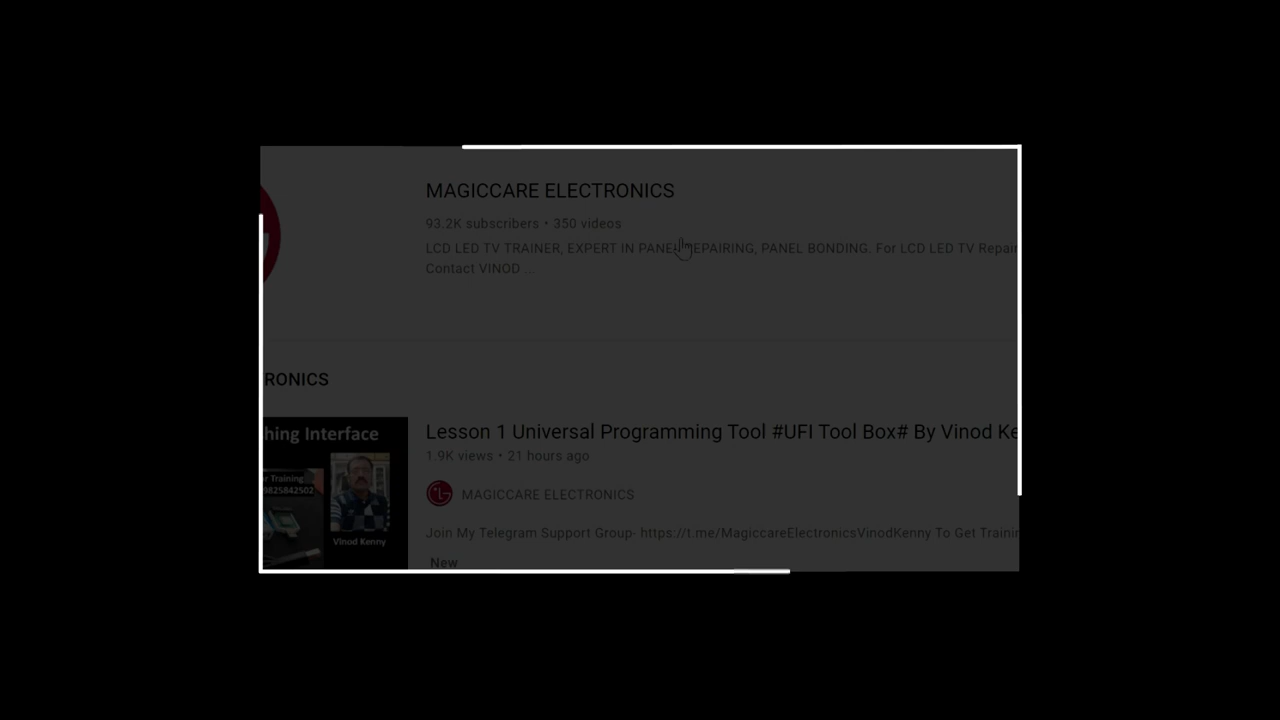 MAGICCARE ELECTRONICS
93.2K subscribers • 350 videos
LCD LED TV TRAINER, EXPERT IN PANEL REPAIRING, PANEL BONDING. For LCD LED TV Repair
Contact VINOD ...
RONICS
hing Interface
r Training
8825842502
Vinod Kenny
Lesson 1 Universal Programming Tool #UFI Tool Box# By Vinod Ke
1.9K views • 21 hours ago
MAGICCARE ELECTRONICS
Join My Telegram Support Group- https://t.me/MagiccareElectronicsVinodKenny To Get Trainin
New